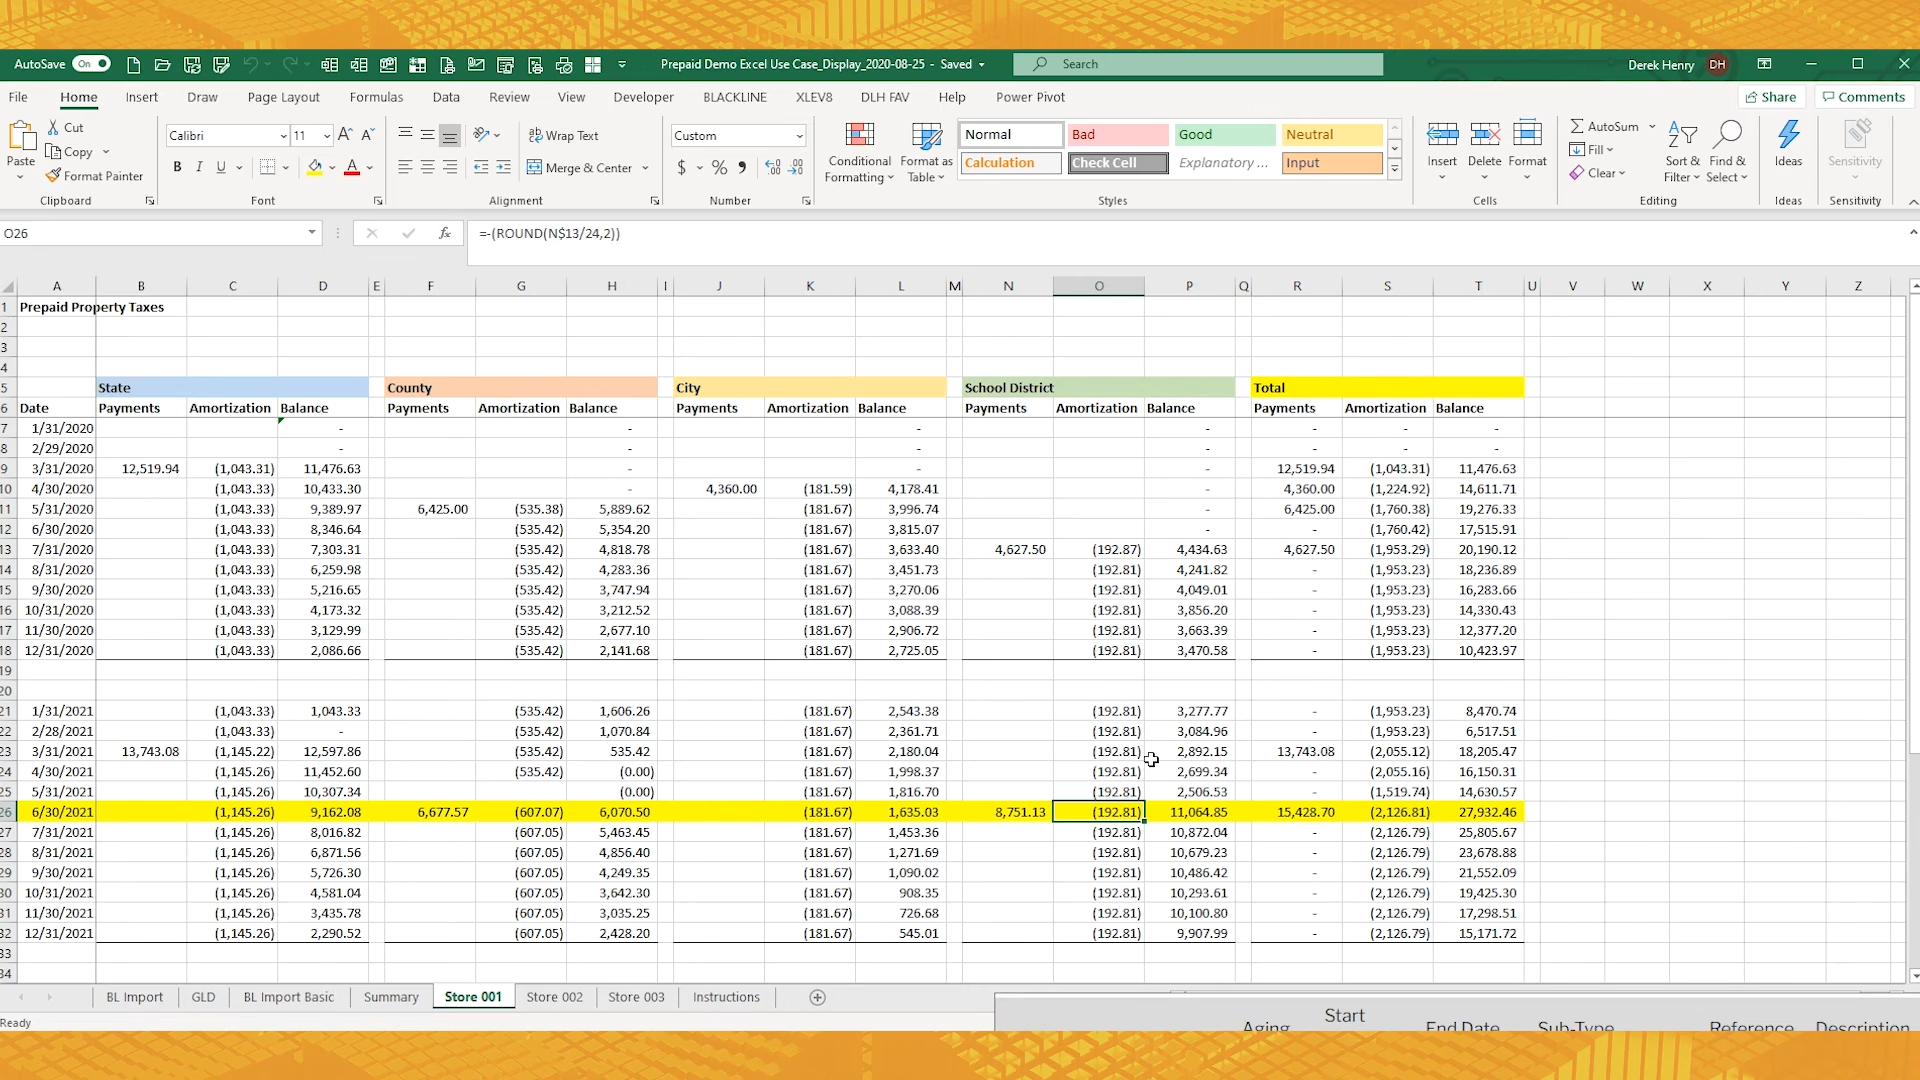 AutoSave On Prepaid Demo Excel Use Case_Display_2020-08-25 - Saved Search Derek Henry DH
File Home Insert Draw Page Layout Formulas Data Review View Developer BLACKLINE XLEV8 DLH FAV Help Power Pivot Share Comments
Paste Cut Copy Format Painter Clipboard
Calibri 11 B I U A Font
Wrap Text Merge & Center Alignment
Custom $ % Number
Conditional Formatting Format as Table
Normal Bad Good Neutral
Calculation Check Cell Explanatory ... Input
Styles
Insert Delete Format Cells
AutoSum Fill Clear Sort & Filter Find & Select Editing
Ideas Ideas
Sensitivity Sensitivity
O26 fx =-(ROUND(N$13/24,2))
A B C D E F G H I J K L M N O P Q R S T U V W X Y Z
1 Prepaid Property Taxes
2
3
4
5 State County City School District Total
6 Date Payments Amortization Balance Payments Amortization Balance Payments Amortization Balance Payments Amortization Balance Payments Amortization Balance
7 1/31/2020 - - - - - - -
8 2/29/2020 - - - - - - -
9 3/31/2020 12,519.94 (1,043.31) 11,476.63 - - - 12,519.94 (1,043.31) 11,476.63
10 4/30/2020 (1,043.33) 10,433.30 - 4,360.00 (181.59) 4,178.41 - 4,360.00 (1,224.92) 14,611.71
11 5/31/2020 (1,043.33) 9,389.97 6,425.00 (535.38) 5,889.62 (181.67) 3,996.74 - 6,425.00 (1,760.38) 19,276.33
12 6/30/2020 (1,043.33) 8,346.64 (535.42) 5,354.20 (181.67) 3,815.07 - - (1,760.42) 17,515.91
13 7/31/2020 (1,043.33) 7,303.31 (535.42) 4,818.78 (181.67) 3,633.40 4,627.50 (192.87) 4,434.63 4,627.50 (1,953.29) 20,190.12
14 8/31/2020 (1,043.33) 6,259.98 (535.42) 4,283.36 (181.67) 3,451.73 (192.81) 4,241.82 - (1,953.23) 18,236.89
15 9/30/2020 (1,043.33) 5,216.65 (535.42) 3,747.94 (181.67) 3,270.06 (192.81) 4,049.01 - (1,953.23) 16,283.66
16 10/31/2020 (1,043.33) 4,173.32 (535.42) 3,212.52 (181.67) 3,088.39 (192.81) 3,856.20 - (1,953.23) 14,330.43
17 11/30/2020 (1,043.33) 3,129.99 (535.42) 2,677.10 (181.67) 2,906.72 (192.81) 3,663.39 - (1,953.23) 12,377.20
18 12/31/2020 (1,043.33) 2,086.66 (535.42) 2,141.68 (181.67) 2,725.05 (192.81) 3,470.58 - (1,953.23) 10,423.97
19
20
21 1/31/2021 (1,043.33) 1,043.33 (535.42) 1,606.26 (181.67) 2,543.38 (192.81) 3,277.77 - (1,953.23) 8,470.74
22 2/28/2021 (1,043.33) - (535.42) 1,070.84 (181.67) 2,361.71 (192.81) 3,084.96 - (1,953.23) 6,517.51
23 3/31/2021 13,743.08 (1,145.22) 12,597.86 (535.42) 535.42 (181.67) 2,180.04 (192.81) 2,892.15 13,743.08 (2,055.12) 18,205.47
24 4/30/2021 (1,145.26) 11,452.60 (535.42) (0.00) (181.67) 1,998.37 (192.81) 2,699.34 - (2,055.16) 16,150.31
25 5/31/2021 (1,145.26) 10,307.34 (0.00) (181.67) 1,816.70 (192.81) 2,506.53 - (1,519.74) 14,630.57
26 6/30/2021 (1,145.26) 9,162.08 6,677.57 (607.07) 6,070.50 (181.67) 1,635.03 8,751.13 (192.81) 11,064.85 15,428.70 (2,126.81) 27,932.46
27 7/31/2021 (1,145.26) 8,016.82 (607.05) 5,463.45 (181.67) 1,453.36 (192.81) 10,872.04 - (2,126.79) 25,805.67
28 8/31/2021 (1,145.26) 6,871.56 (607.05) 4,856.40 (181.67) 1,271.69 (192.81) 10,679.23 - (2,126.79) 23,678.88
29 9/30/2021 (1,145.26) 5,726.30 (607.05) 4,249.35 (181.67) 1,090.02 (192.81) 10,486.42 - (2,126.79) 21,552.09
30 10/31/2021 (1,145.26) 4,581.04 (607.05) 3,642.30 (181.67) 908.35 (192.81) 10,293.61 - (2,126.79) 19,425.30
31 11/30/2021 (1,145.26) 3,435.78 (607.05) 3,035.25 (181.67) 726.68 (192.81) 10,100.80 - (2,126.79) 17,298.51
32 12/31/2021 (1,145.26) 2,290.52 (607.05) 2,428.20 (181.67) 545.01 (192.81) 9,907.99 - (2,126.79) 15,171.72
33
34
BL Import GLD BL Import Basic Summary Store 001 Store 002 Store 003 Instructions
Ready
Aging Start End Date Sub-Type Reference Description